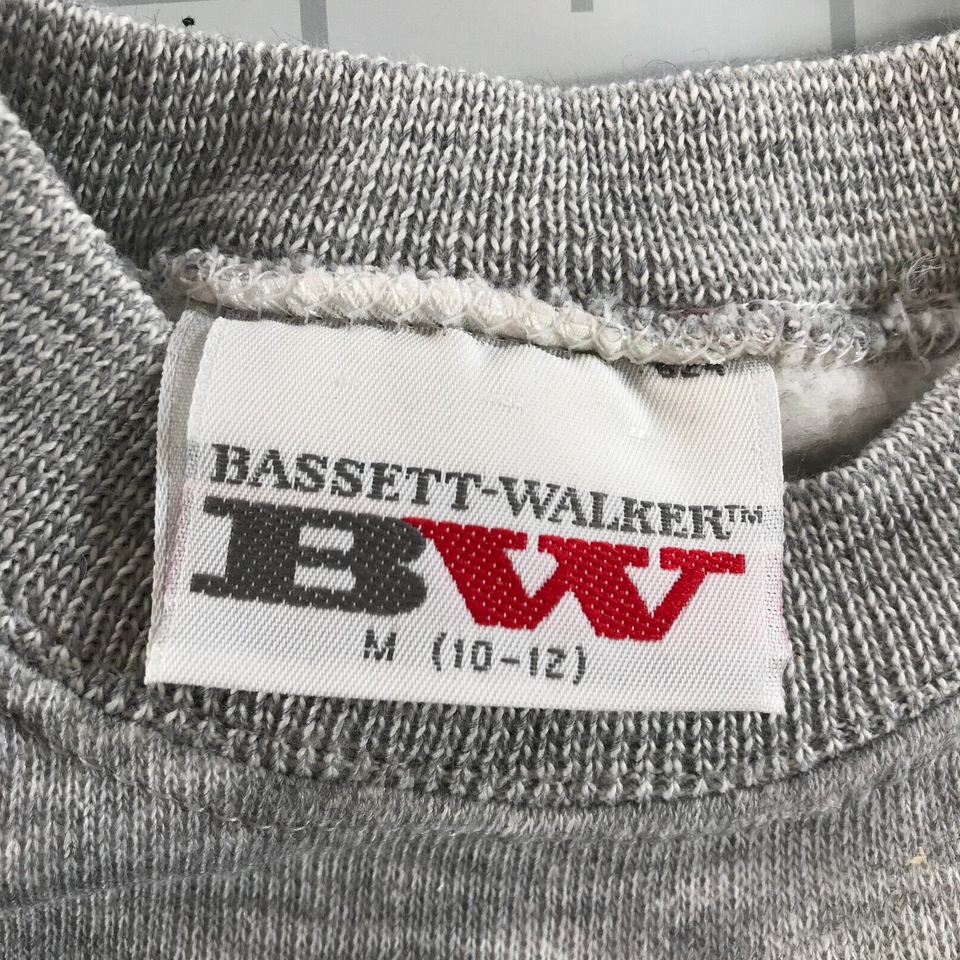 BASSETT-WALKER™
BW
M (10-12)